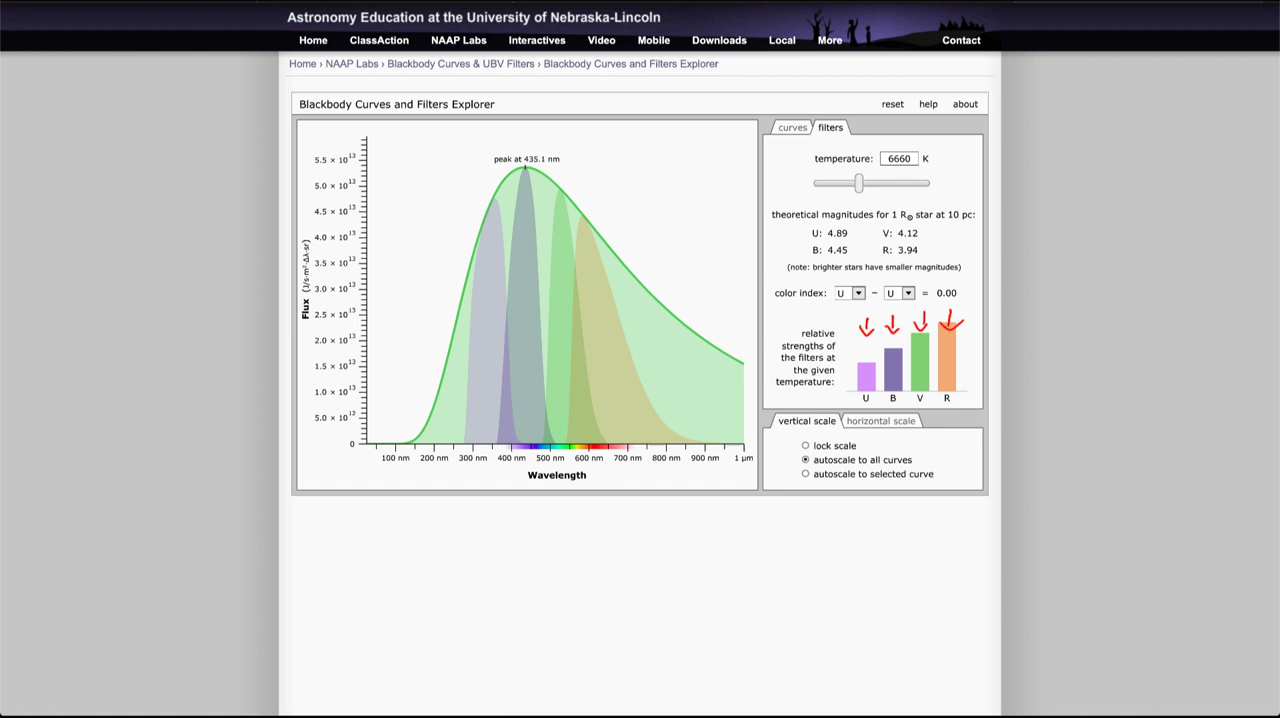 Astronomy Education at the University of Nebraska-Lincoln
Home ClassAction NAAP Labs Interactives Video Mobile Downloads Local More Contact
Home › NAAP Labs › Blackbody Curves & UBV Filters › Blackbody Curves and Filters Explorer
Blackbody Curves and Filters Explorer reset help about
curves filters
temperature: 6660 K
theoretical magnitudes for 1 R⊙ star at 10 pc:
U: 4.89 V: 4.12
B: 4.45 R: 3.94
(note: brighter stars have smaller magnitudes)
color index: U – U = 0.00
relative
strengths of
the filters at
the given
temperature:
U B V R
vertical scale horizontal scale
lock scale
autoscale to all curves
autoscale to selected curve
peak at 435.1 nm
5.5 × 10¹³
5.0 × 10¹³
4.5 × 10¹³
4.0 × 10¹³
3.5 × 10¹³
3.0 × 10¹³
2.5 × 10¹³
2.0 × 10¹³
1.5 × 10¹³
1.0 × 10¹³
5.0 × 10¹²
0
Flux (J/s·m²·Δλ·sr)
100 nm 200 nm 300 nm 400 nm 500 nm 600 nm 700 nm 800 nm 900 nm 1 μm
Wavelength